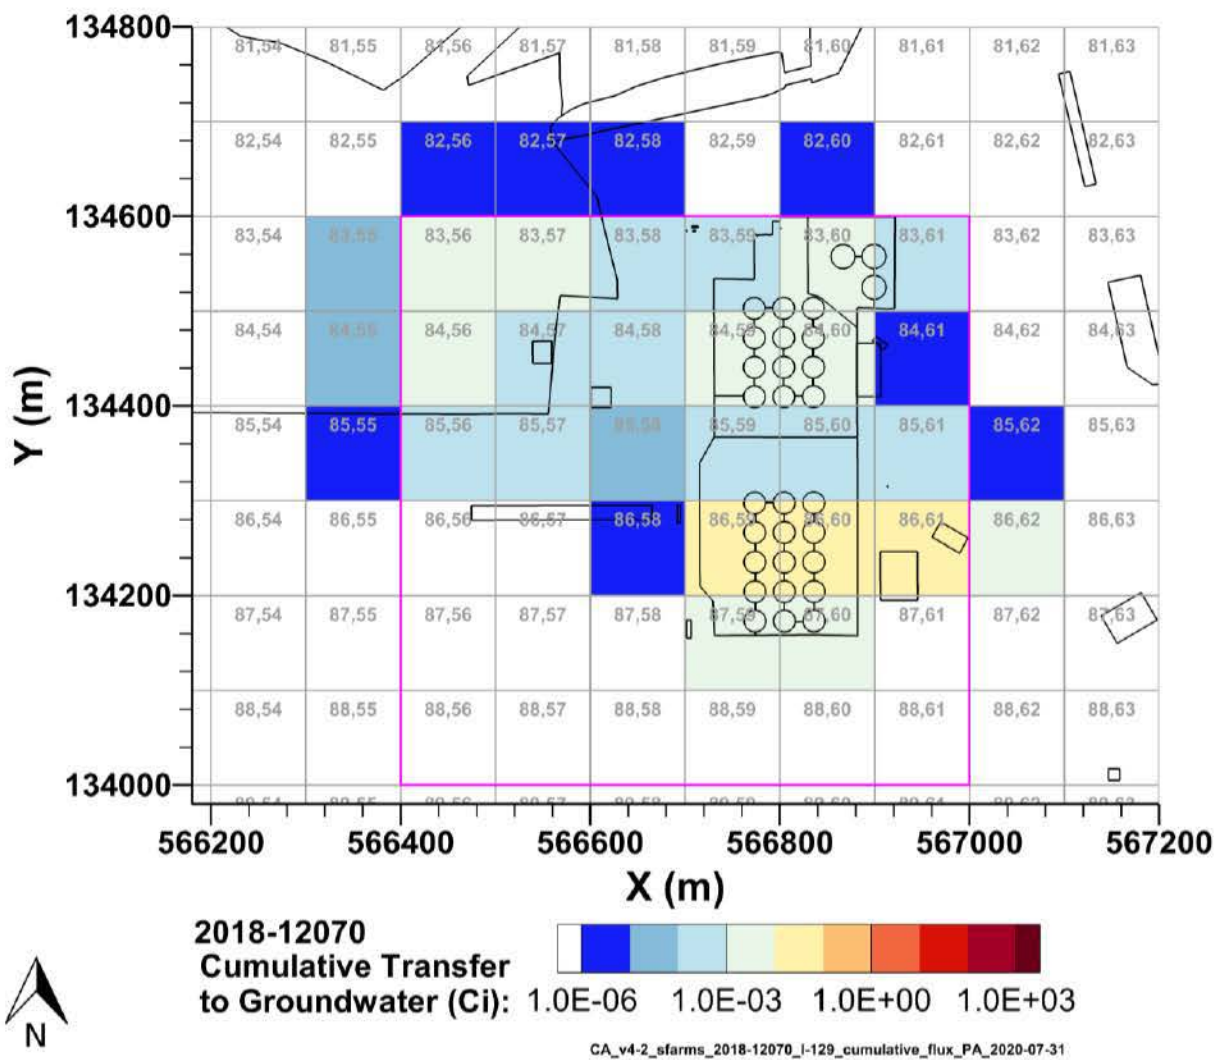 134800
81,54 81,55 81,56 81,57 81,58 81,59 81,60 81,61 81,62 81,63
82,54 82,55 82,56 82,57 82,58 82,59 82,60 82,61 82,62 82,63
134600
83,54 83,55 83,56 83,57 83,58 83,59 83,60 83,61 83,62 83,63
84,54 84,55 84,56 84,57 84,58 84,59 84,60 84,61 84,62 84,63
134400
85,54 85,55 85,56 85,57 85,58 85,59 85,60 85,61 85,62 85,63
Y (m)
86,54 86,55 86,56 86,57 86,58 86,59 86,60 86,61 86,62 86,63
134200
87,54 87,55 87,56 87,57 87,58 87,59 87,60 87,61 87,62 87,63
88,54 88,55 88,56 88,57 88,58 88,59 88,60 88,61 88,62 88,63
134000
566200 566400 566600 566800 567000 567200
X (m)
2018-12070
Cumulative Transfer
to Groundwater (Ci): 1.0E-06 1.0E-03 1.0E+00 1.0E+03
N
CA_v4-2_sfarms_2018-12070_I-129_cumulative_flux_PA_2020-07-31